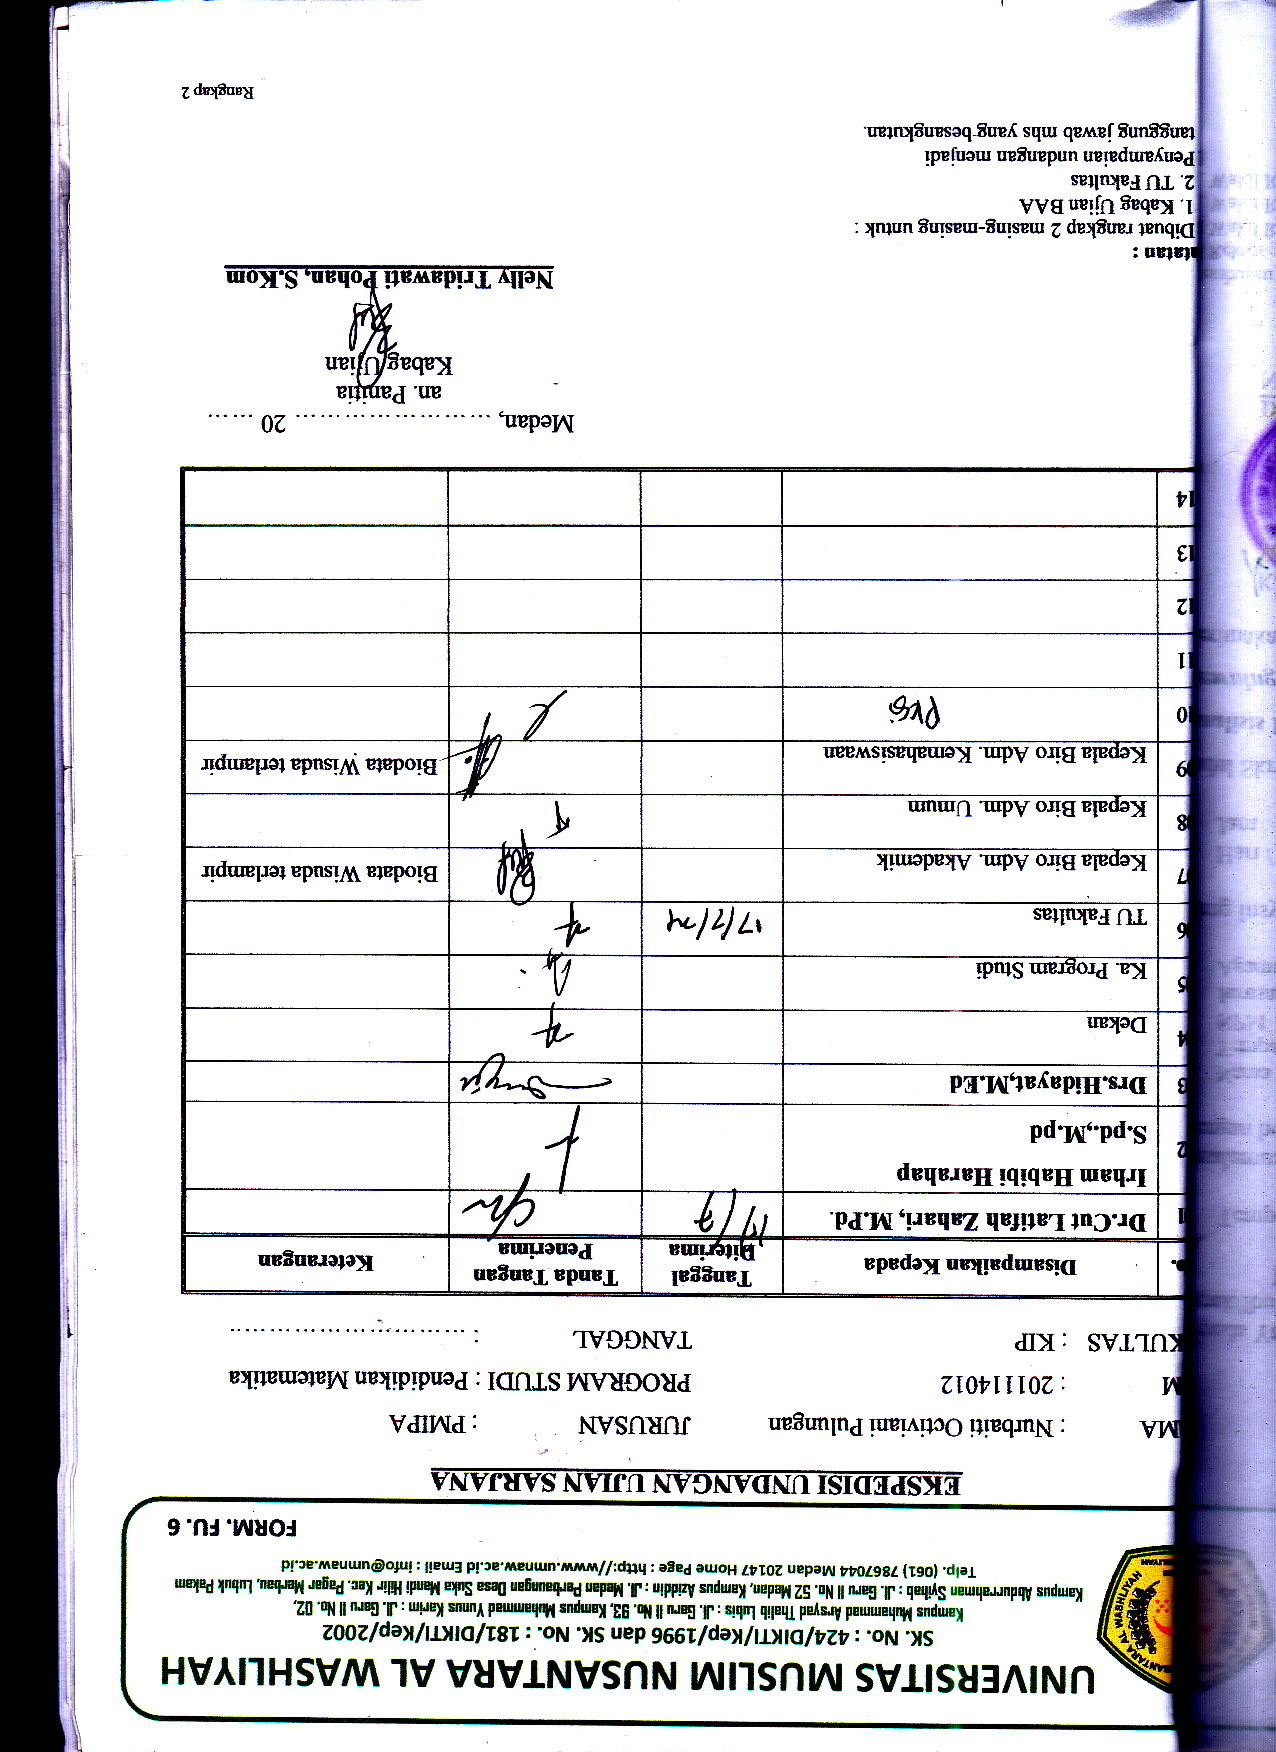 UNIVERSITAS MUSLIM NUSANTARA AL WASHLIYAH
SK. No. : 424/DIKTI/Kep/1996 dan SK. No. : 181/DIKTI/Kep/2002
Kampus Muhammad Arsyad Thalib Lubis : Jl. Garu II No. 93, Kampus Muhammad Yunus Karim : Jl. Garu II No. 02,
Kampus Abdurrahman Syihab : Jl. Garu II No. 52 Medan, Kampus Aziddin : Jl. Medan Perbaungan Desa Suka Mandi Hilir Kec. Pagar Merbau, Lubuk Pakam
Telp. (061) 7867044 Medan 20147 Home Page : http://www.umnaw.ac.id Email : info@umnaw.ac.id
FORM. FU. 6
EKSPEDISI UNDANGAN UJIAN SARJANA
MA : Nurbaiti Octiviani Pulungan JURUSAN : PMIPA
M : 201114012 PROGRAM STUDI : Pendidikan Matematika
KULTAS : KIP TANGGAL : ..............................
o. Disampaikan Kepada Tanggal Diterima Tanda Tangan Penerima Keterangan
1 Dr.Cut Latifah Zahari, M.Pd. 17/7
2 Irham Habibi Harahap
S.pd.,M.pd
3 Drs.Hidayat,M.Ed
4 Dekan
5 Ka. Program Studi
6 TU Fakultas 17/7/24
7 Kepala Biro Adm. Akademik Biodata Wisuda terlampir
08 Kepala Biro Adm. Umum
09 Kepala Biro Adm. Kemahasiswaan Biodata Wisuda terlampir
10
11
12
13
14
Medan, ........................ 20 ......
an. Panitia
Kabag Ujian
Nelly Tridawati Pohan, S.Kom
atatan :
Dibuat rangkap 2 masing-masing untuk :
1. Kabag Ujian BAA
2. TU Fakultas
Penyampaian undangan menjadi
tanggung jawab mhs yang besangkutan.
Rangkap 2